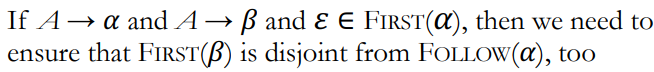 If A → α and A → β and ε ∈ FIRST(α), then we need to
ensure that FIRST(β) is disjoint from FOLLOW(α), too